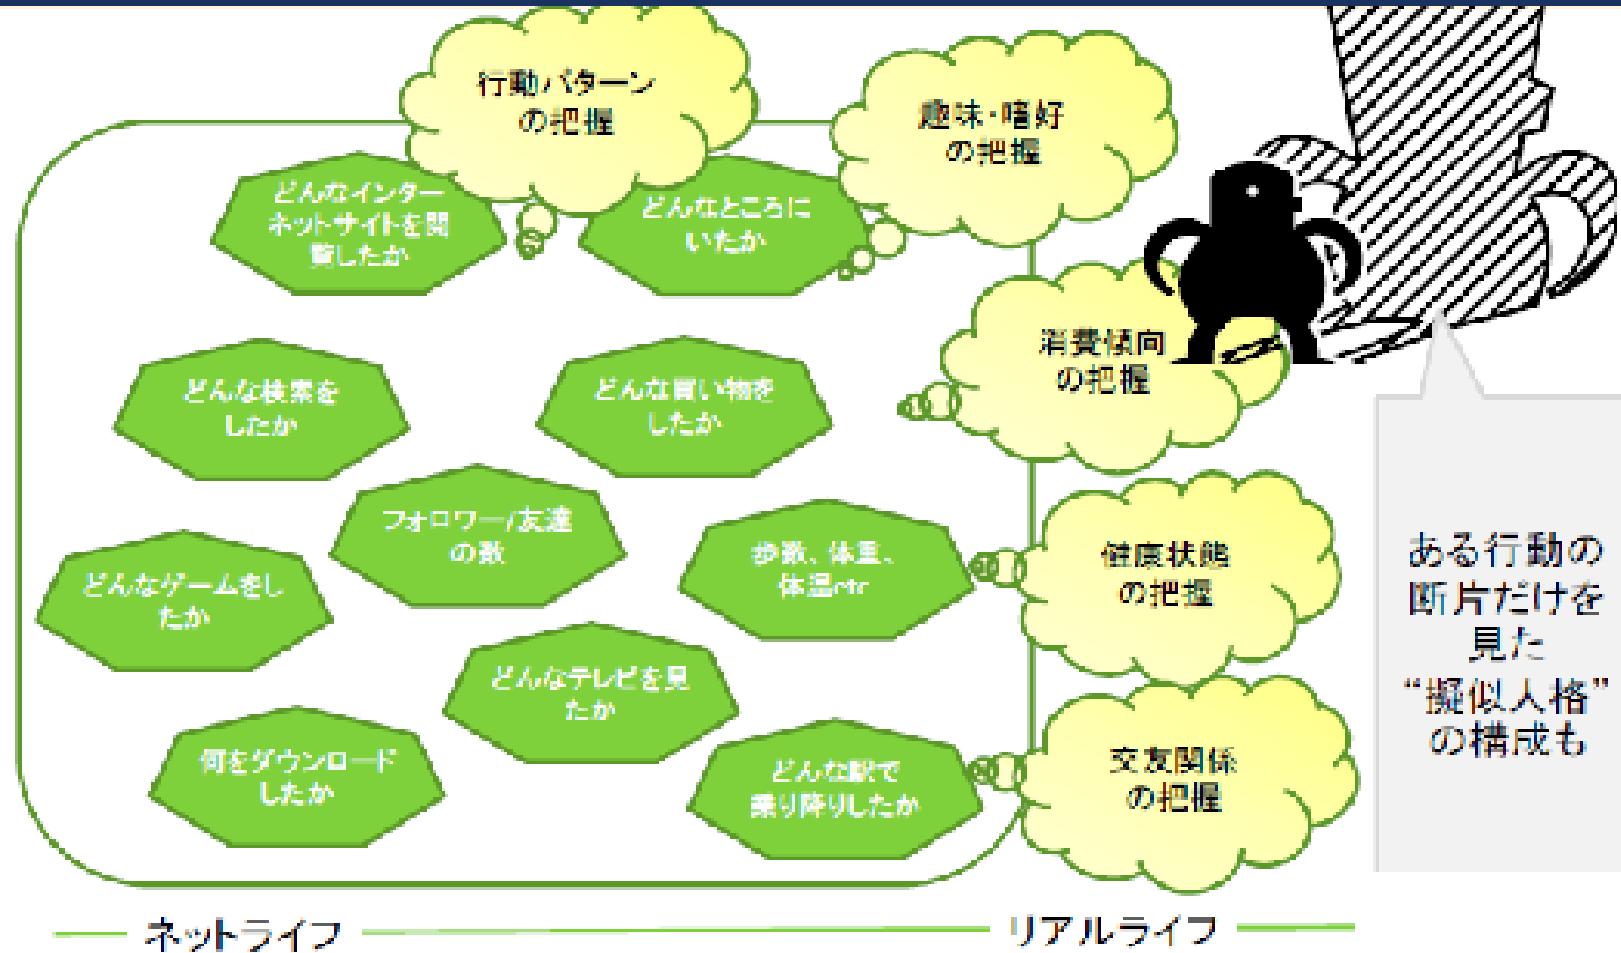 行動パターン
の把握
趣味・嗜好
の把握
どんなインター
ネットサイトを閲
覧したか
どんなところに
いたか
消費傾向
の把握
どんな検索を
したか
どんな買い物を
したか
フォロワー/友達
の数
歩数、体重、
体温etc
健康状態
の把握
どんなゲームをし
たか
どんなテレビを見
たか
何をダウンロード
したか
どんな駅で
乗り降りしたか
交友関係
の把握
ある行動の
断片だけを
見た
“擬似人格”
の構成も
ネットライフ
リアルライフ